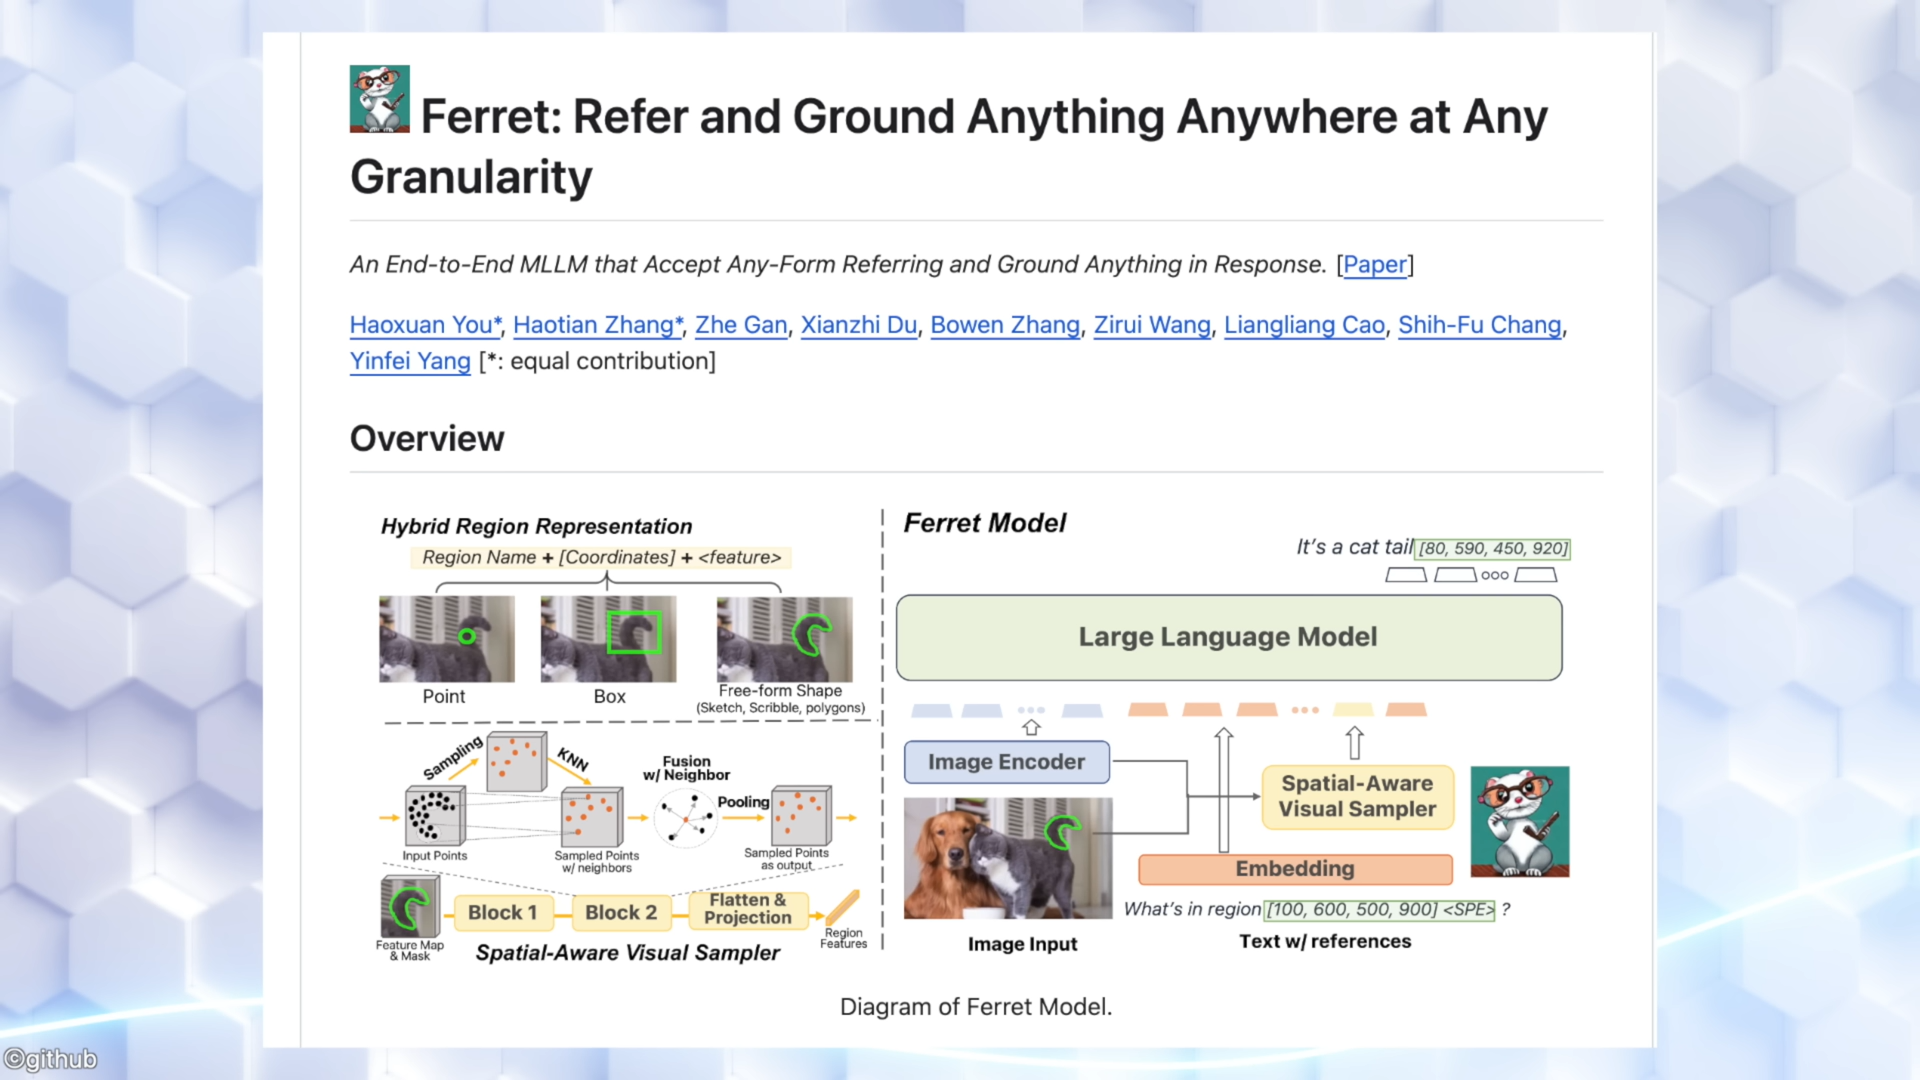 Ferret: Refer and Ground Anything Anywhere at Any
Granularity
An End-to-End MLLM that Accept Any-Form Referring and Ground Anything in Response. [Paper]
Haoxuan You*, Haotian Zhang*, Zhe Gan, Xianzhi Du, Bowen Zhang, Zirui Wang, Liangliang Cao, Shih-Fu Chang,
Yinfei Yang [*: equal contribution]
Overview
Hybrid Region Representation
Region Name + [Coordinates] + <feature>
Point
Box
Free-form Shape
(Sketch, Scribble, polygons)
Sampling
KNN
Fusion
w/ Neighbor
Pooling
Input Points
Sampled Points
w/ neighbors
Sampled Points
as output
Block 1
Block 2
Flatten &
Projection
Feature Map
& Mask
Region
Features
Spatial-Aware Visual Sampler
Ferret Model
It's a cat tail [80, 590, 450, 920]
Large Language Model
Image Encoder
Spatial-Aware
Visual Sampler
Embedding
What's in region [100, 600, 500, 900] <SPE> ?
Image Input
Text w/ references
Diagram of Ferret Model.
©github